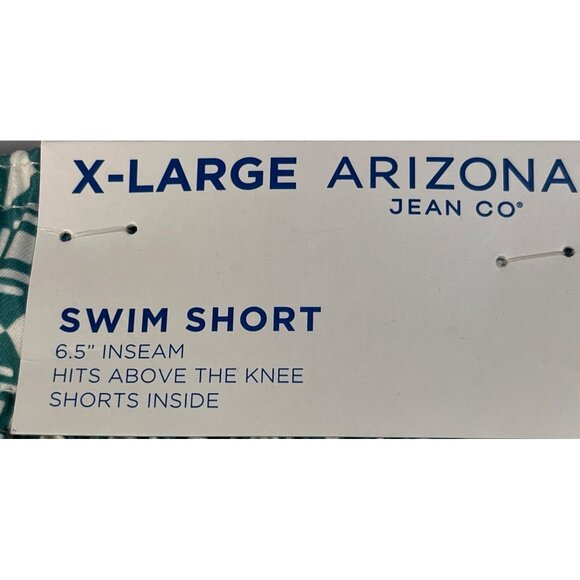 X-LARGE ARIZONA
JEAN CO®
SWIM SHORT
6.5” INSEAM
HITS ABOVE THE KNEE
SHORTS INSIDE